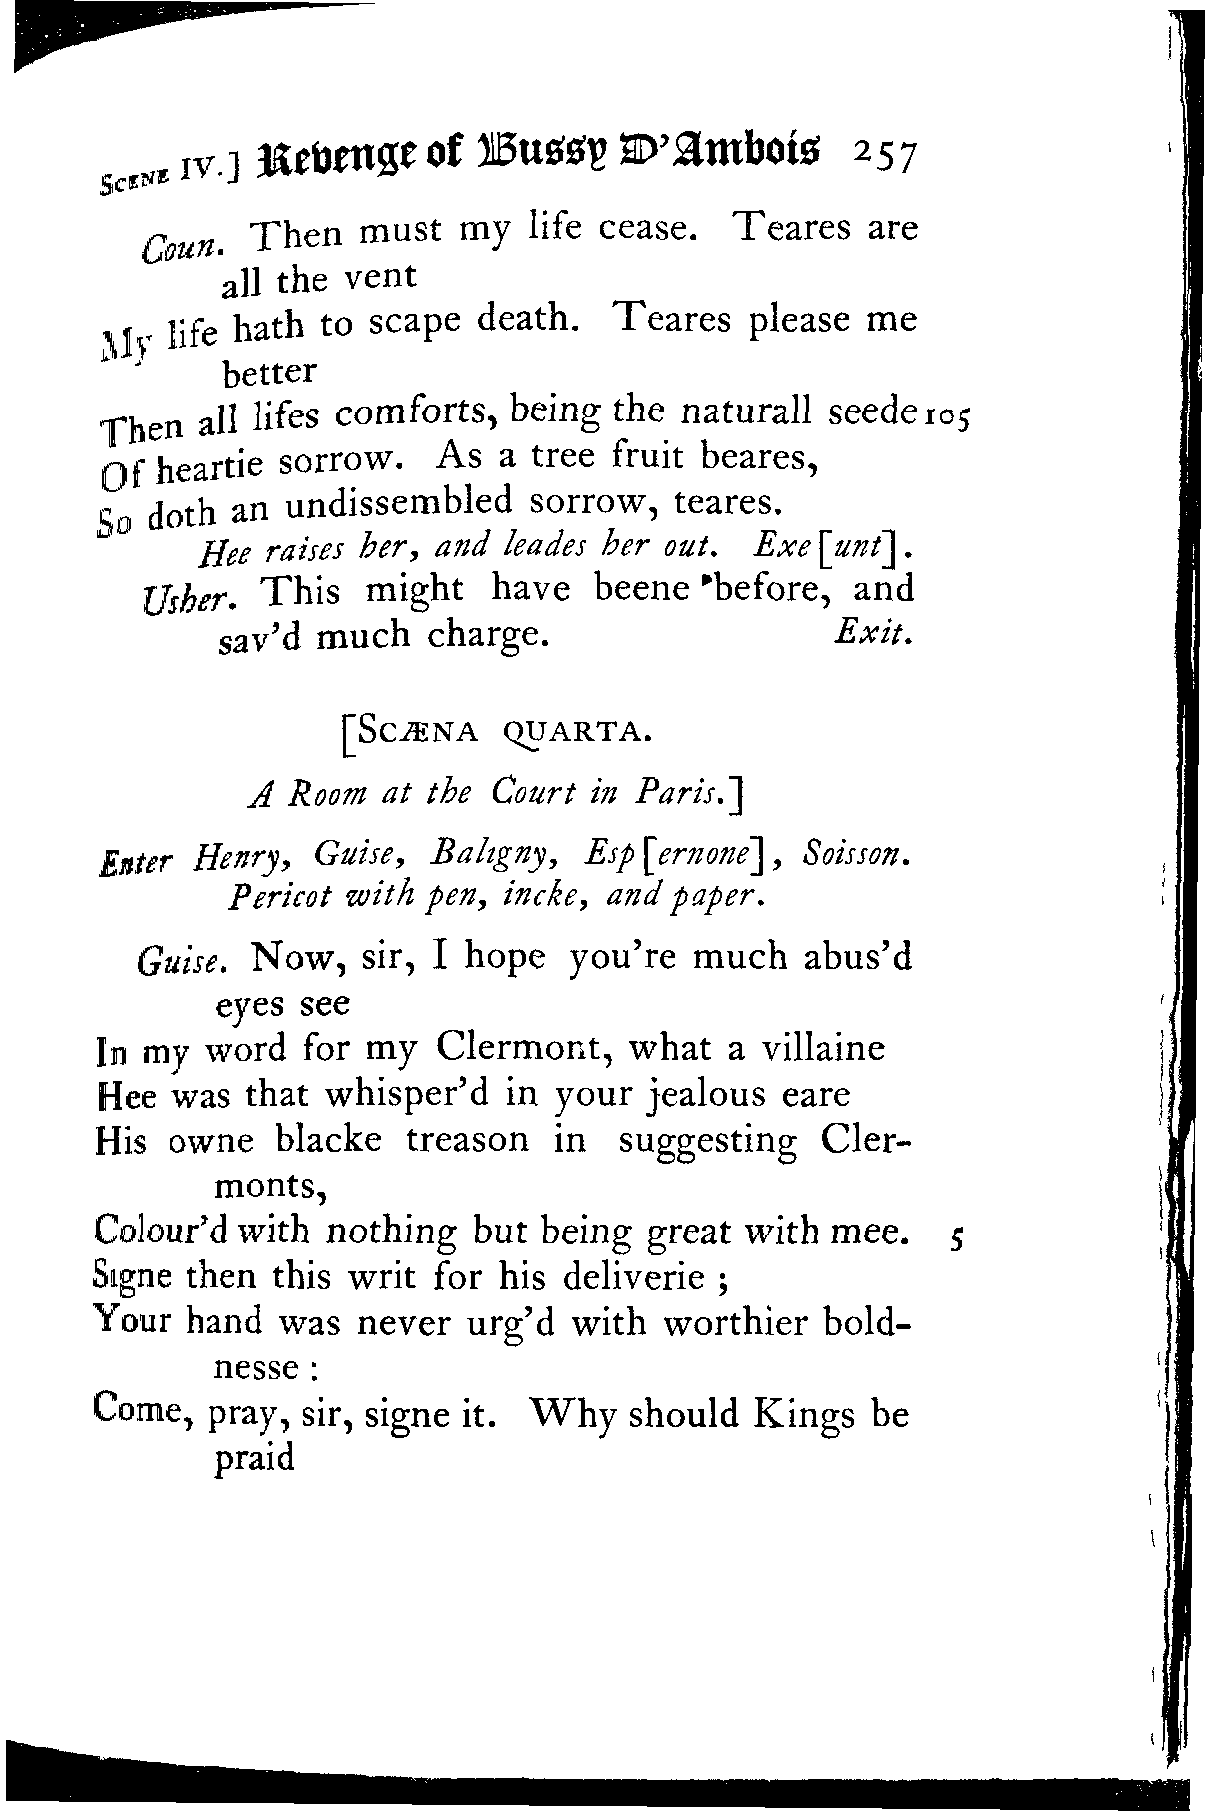 SCENE IV.] Revenge of Bussy D'Ambois 257
Coun. Then must my life cease. Teares are
all the vent
My life hath to scape death. Teares please me
better
Then all lifes comforts, being the naturall seede 105
Of heartie sorrow. As a tree fruit beares,
So doth an undissembled sorrow, teares.
Hee raises her, and leades her out. Exe[unt].
Usher. This might have beene before, and
sav'd much charge. Exit.
[SCÆNA QUARTA.
A Room at the Court in Paris.]
Enter Henry, Guise, Baligny, Esp[ernone], Soisson.
Pericot with pen, incke, and paper.
Guise. Now, sir, I hope you're much abus'd
eyes see
In my word for my Clermont, what a villaine
Hee was that whisper'd in your jealous eare
His owne blacke treason in suggesting Cler-
monts,
Colour'd with nothing but being great with mee. 5
Signe then this writ for his deliverie ;
Your hand was never urg'd with worthier bold-
nesse :
Come, pray, sir, signe it. Why should Kings be
praid